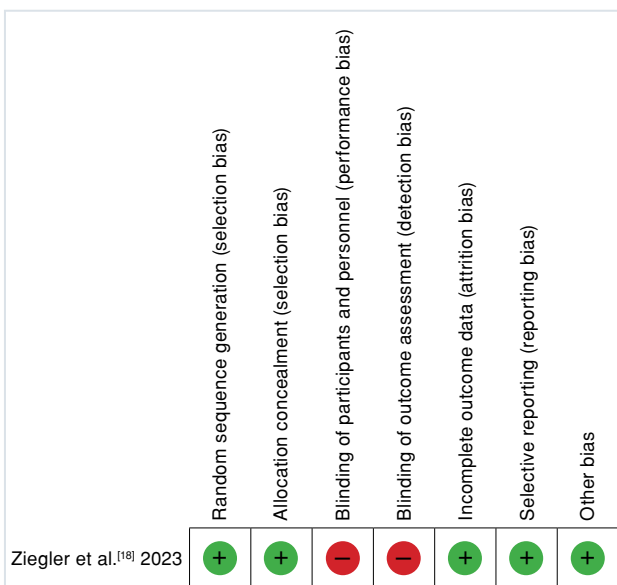 Random sequence generation (selection bias)
Allocation concealment (selection bias)
Blinding of participants and personnel (performance bias)
Blinding of outcome assessment (detection bias)
Incomplete outcome data (attrition bias)
Selective reporting (reporting bias)
Other bias
Ziegler et al.[18] 2023 + + − − + + +